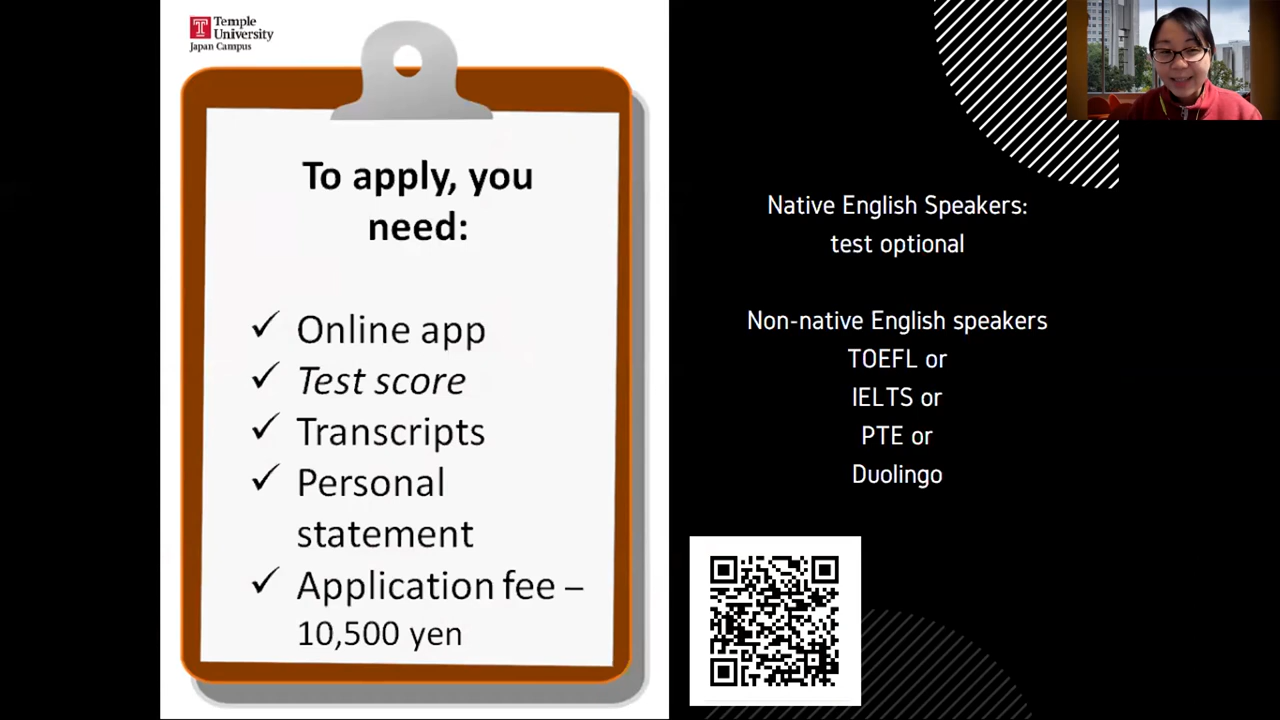 Temple
University
Japan Campus
To apply, you
need:
✓ Online app
✓ Test score
✓ Transcripts
✓ Personal
statement
✓ Application fee –
10,500 yen
Native English Speakers:
test optional
Non-native English speakers
TOEFL or
IELTS or
PTE or
Duolingo